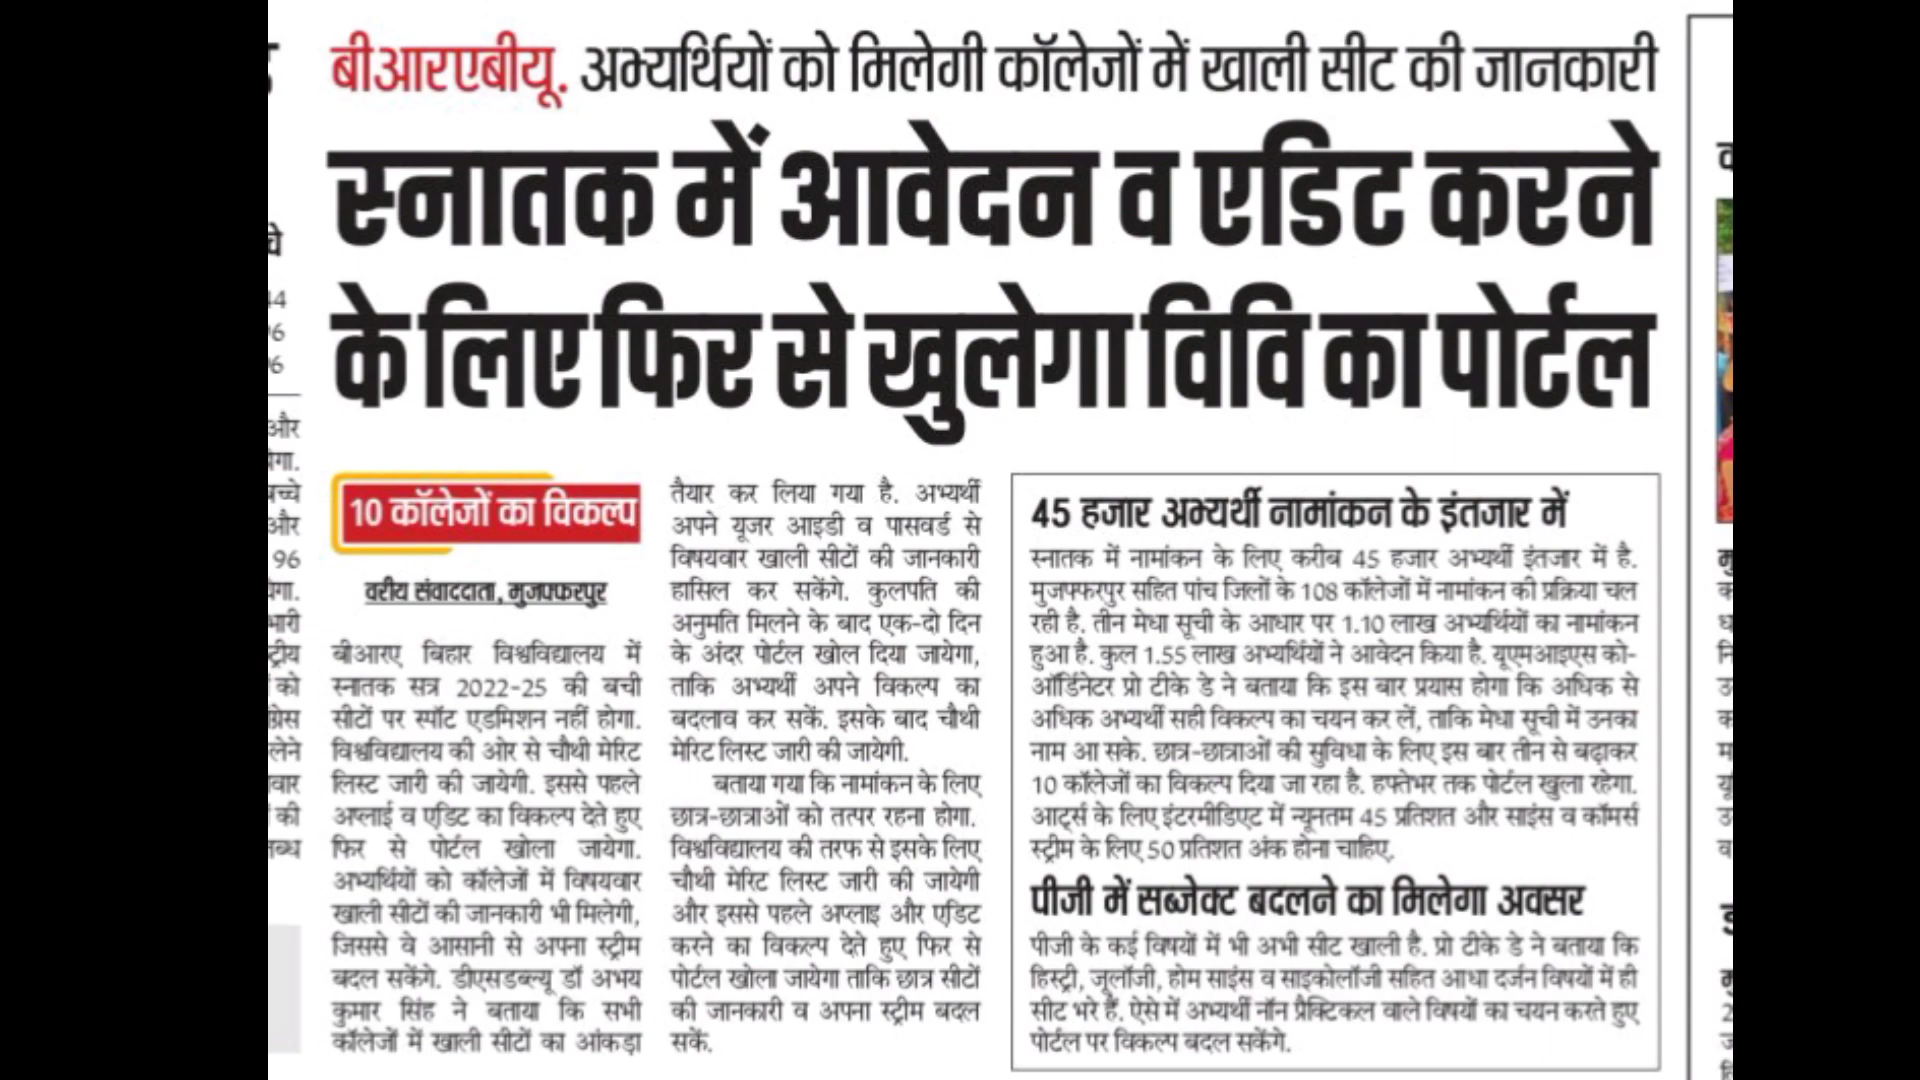 बीआरएबीयू. अभ्यर्थियों को मिलेगी कॉलेजों में खाली सीट की जानकारी
स्नातक में आवेदन व एडिट करने
के लिए फिर से खुलेगा विवि का पोर्टल
10 कॉलेजों का विकल्प
वरीय संवाददाता, मुजफ्फरपुर
बीआरए बिहार विश्वविद्यालय में
स्नातक सत्र 2022-25 की बची
सीटों पर स्पॉट एडमिशन नहीं होगा.
विश्वविद्यालय की ओर से चौथी मेरिट
लिस्ट जारी की जायेगी. इससे पहले
अप्लाई व एडिट का विकल्प देते हुए
फिर से पोर्टल खोला जायेगा.
अभ्यर्थियों को कॉलेजों में विषयवार
खाली सीटों की जानकारी भी मिलेगी,
जिससे वे आसानी से अपना स्ट्रीम
बदल सकेंगे. डीएसडब्ल्यू डॉ अभय
कुमार सिंह ने बताया कि सभी
कॉलेजों में खाली सीटों का आंकड़ा
तैयार कर लिया गया है. अभ्यर्थी
अपने यूजर आइडी व पासवर्ड से
विषयवार खाली सीटों की जानकारी
हासिल कर सकेंगे. कुलपति की
अनुमति मिलने के बाद एक-दो दिन
के अंदर पोर्टल खोल दिया जायेगा,
ताकि अभ्यर्थी अपने विकल्प का
बदलाव कर सकें. इसके बाद चौथी
मेरिट लिस्ट जारी की जायेगी.
बताया गया कि नामांकन के लिए
छात्र-छात्राओं को तत्पर रहना होगा.
विश्वविद्यालय की तरफ से इसके लिए
चौथी मेरिट लिस्ट जारी की जायेगी
और इससे पहले अप्लाइ और एडिट
करने का विकल्प देते हुए फिर से
पोर्टल खोला जायेगा ताकि छात्र सीटों
की जानकारी व अपना स्ट्रीम बदल
सकें.
45 हजार अभ्यर्थी नामांकन के इंतजार में
स्नातक में नामांकन के लिए करीब 45 हजार अभ्यर्थी इंतजार में है.
मुजफ्फरपुर सहित पांच जिलों के 108 कॉलेजों में नामांकन की प्रक्रिया चल
रही है. तीन मेधा सूची के आधार पर 1.10 लाख अभ्यर्थियों का नामांकन
हुआ है. कुल 1.55 लाख अभ्यर्थियों ने आवेदन किया है. यूएमआइएस को-
ऑर्डिनेटर प्रो टीके डे ने बताया कि इस बार प्रयास होगा कि अधिक से
अधिक अभ्यर्थी सही विकल्प का चयन कर लें, ताकि मेधा सूची में उनका
नाम आ सके. छात्र-छात्राओं की सुविधा के लिए इस बार तीन से बढ़ाकर
10 कॉलेजों का विकल्प दिया जा रहा है. हफ्तेभर तक पोर्टल खुला रहेगा.
आर्ट्स के लिए इंटरमीडिएट में न्यूनतम 45 प्रतिशत और साइंस व कॉमर्स
स्ट्रीम के लिए 50 प्रतिशत अंक होना चाहिए.
पीजी में सब्जेक्ट बदलने का मिलेगा अवसर
पीजी के कई विषयों में भी अभी सीट खाली है. प्रो टीके डे ने बताया कि
हिस्ट्री, जूलॉजी, होम साइंस व साइकोलॉजी सहित आधा दर्जन विषयों में ही
सीट भरे हैं. ऐसे में अभ्यर्थी नॉन प्रैक्टिकल वाले विषयों का चयन करते हुए
पोर्टल पर विकल्प बदल सकेंगे.